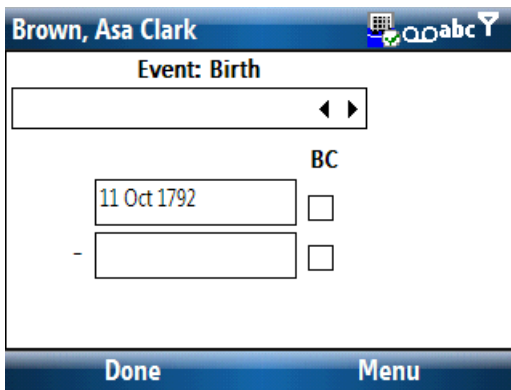 Brown, Asa Clark abc
Event: Birth
BC
11 Oct 1792
-
Done Menu